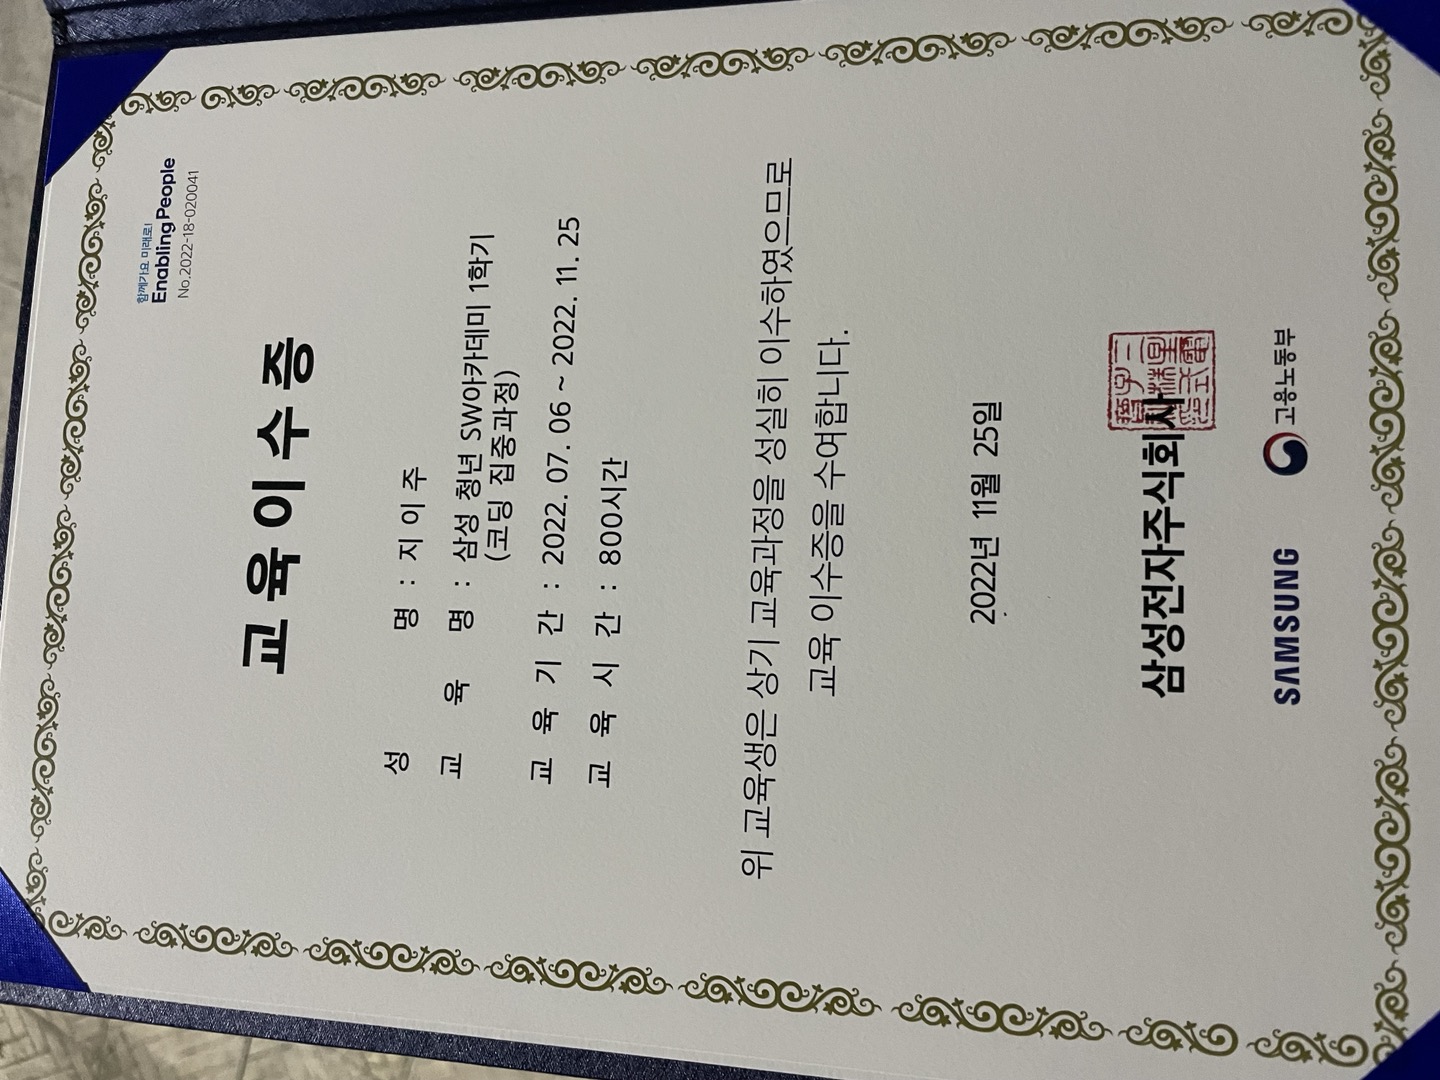 함께가요 미래로!
Enabling People
No.2022-18-020041
교육이수증
성 명 : 지이주
교 육 명 : 삼성 청년 SW아카데미 1학기
(코딩 집중과정)
교 육 기 간 : 2022. 07. 06 ~ 2022. 11. 25
교 육 시 간 : 800시간
위 교육생은 상기 교육과정을 성실히 이수하였으므로
교육 이수증을 수여합니다.
2022년 11월 25일
삼성전자주식회사
SAMSUNG 고용노동부